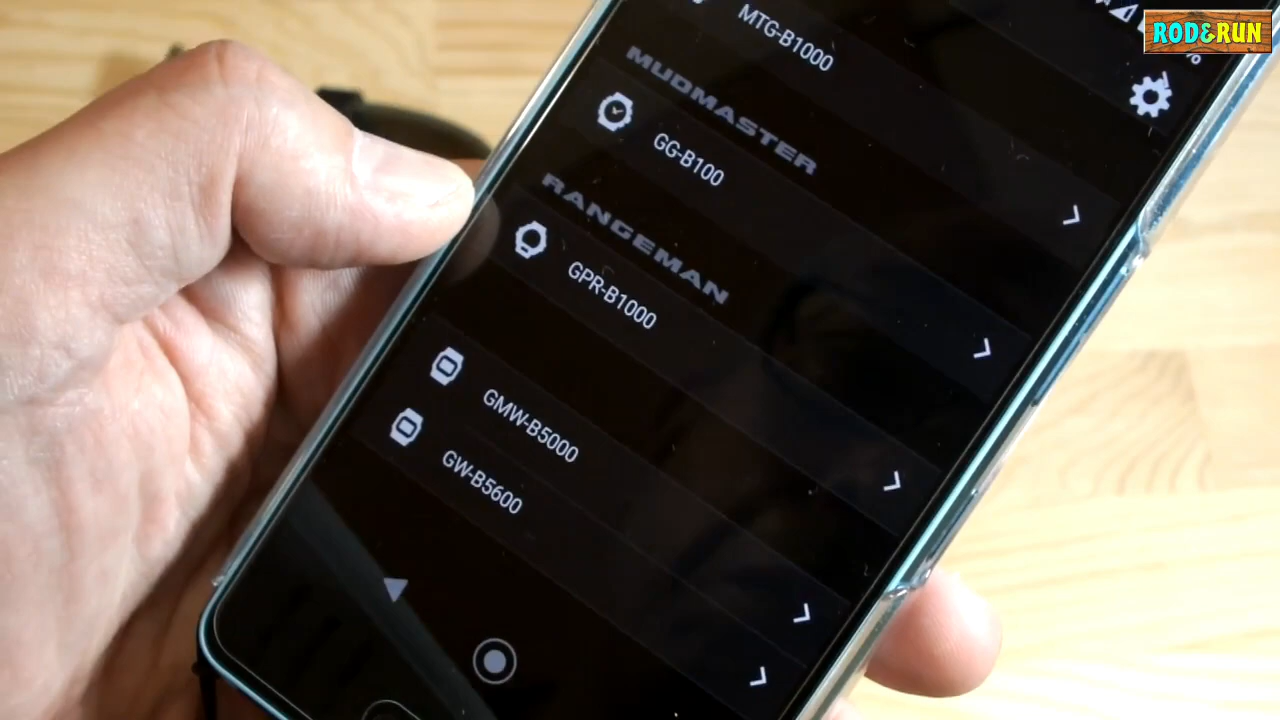 ROD&RUN
MTG-B1000
MUDMASTER
GG-B100
RANGEMAN
GPR-B1000
GMW-B5000
GW-B5600